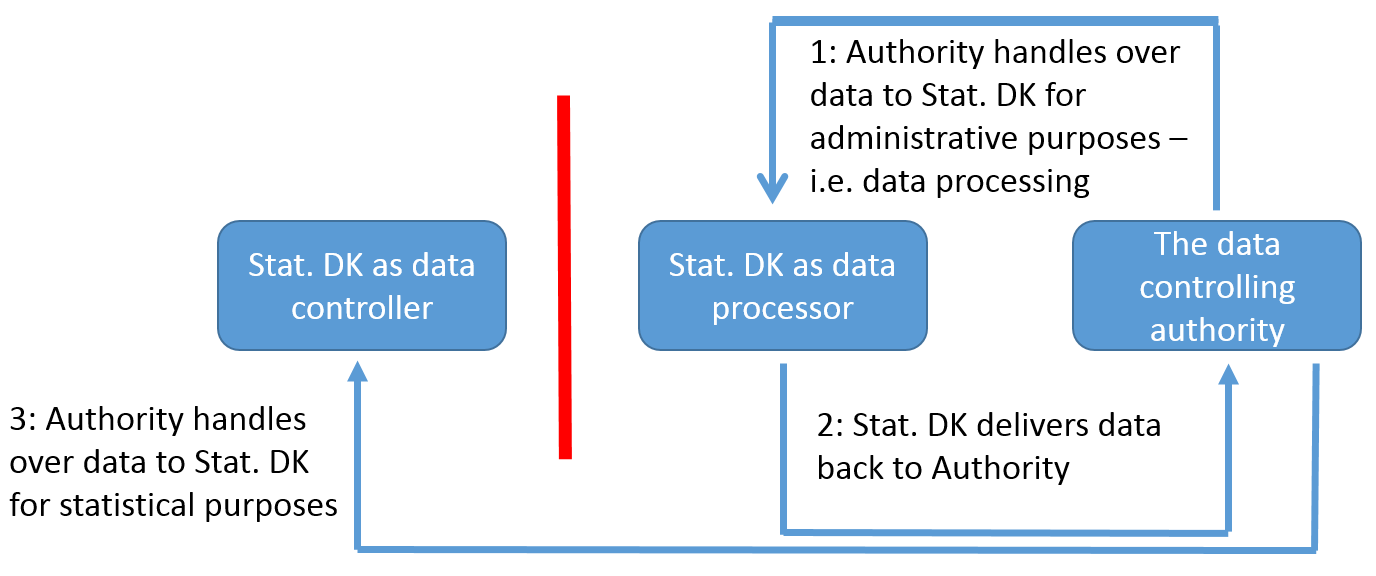 1: Authority handles over
data to Stat. DK for
administrative purposes –
i.e. data processing
Stat. DK as data
controller
Stat. DK as data
processor
The data
controlling
authority
3: Authority handles
over data to Stat. DK
for statistical purposes
2: Stat. DK delivers data
back to Authority